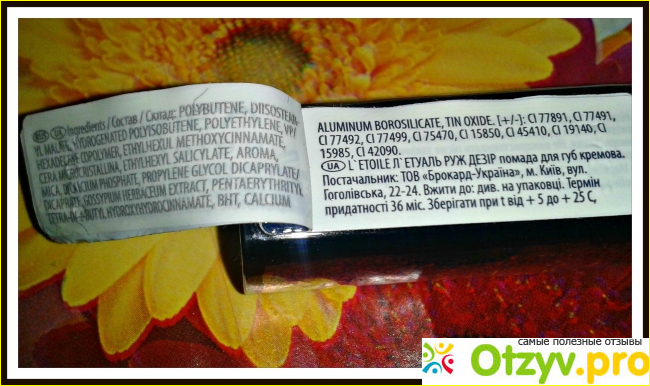 Ingredients / Состав / Склад: POLYBUTENE, DIISOSTEAR-
YL MALATE, HYDROGENATED POLYISOBUTENE, POLYETHYLENE, VP/
HEXADECENE COPOLYMER, ETHYLHEXYL METHOXYCINNAMATE,
CERA MICROCRISTALLINA, ETHYLHEXYL SALICYLATE, AROMA,
MICA, DICALCIUM PHOSPHATE, PROPYLENE GLYCOL DICAPRYLATE/
DICAPRATE, GOSSYPIUM HERBACEUM EXTRACT, PENTAERYTHRITYL
TETRA-DI-t-BUTYL HYDROXYHYDROCINNAMATE, BHT, CALCIUM
ALUMINUM BOROSILICATE, TIN OXIDE. [+/-]: CI 77891, CI 77491,
CI 77492, CI 77499, CI 75470, CI 15850, CI 45410, CI 19140, CI
15985, CI 42090.
UA L`ETOILE Л`ЕТУАЛЬ РУЖ ДЕЗІР помада для губ кремова.
Постачальник: ТОВ «Брокард-Україна», м. Київ, вул.
Гоголівська, 22-24. Вжити до: див. на упаковці. Термін
придатності 36 міс. Зберігати при t від + 5 до + 25 С,
самые полезные отзывы
Otzyv.pro